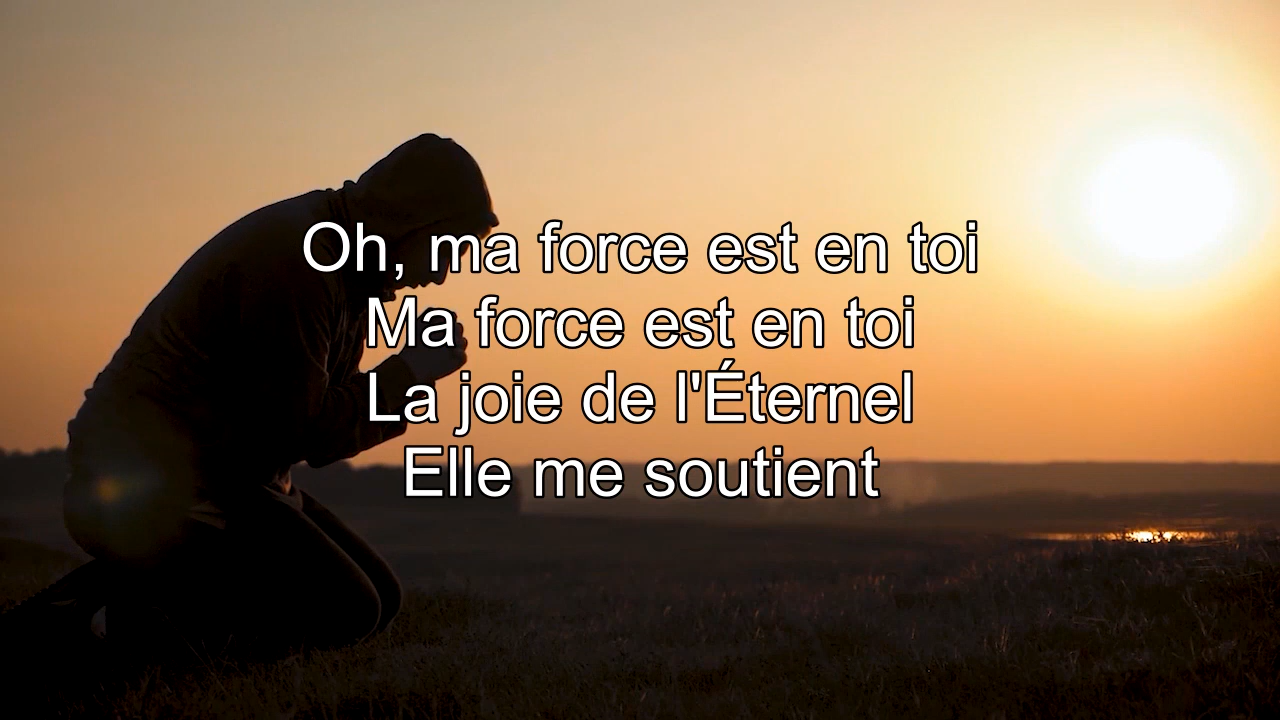 Oh, ma force est en toi
Ma force est en toi
La joie de l'Éternel
Elle me soutient